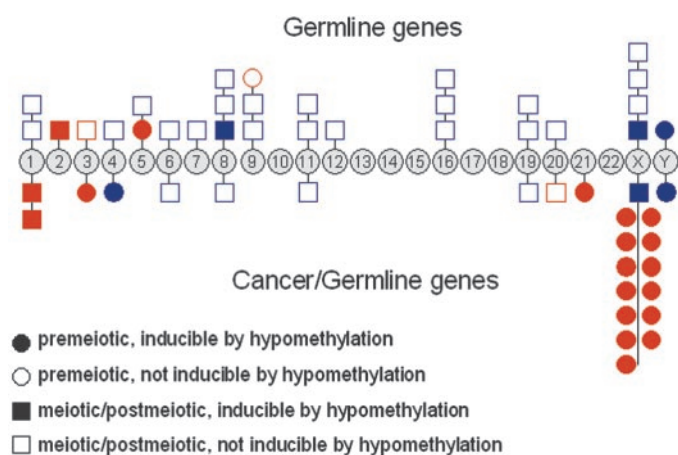 Germline genes
1 2 3 4 5 6 7 8 9 10 11 12 13 14 15 16 17 18 19 20 21 22 X Y
Cancer/Germline genes
premeiotic, inducible by hypomethylation
premeiotic, not inducible by hypomethylation
meiotic/postmeiotic, inducible by hypomethylation
meiotic/postmeiotic, not inducible by hypomethylation